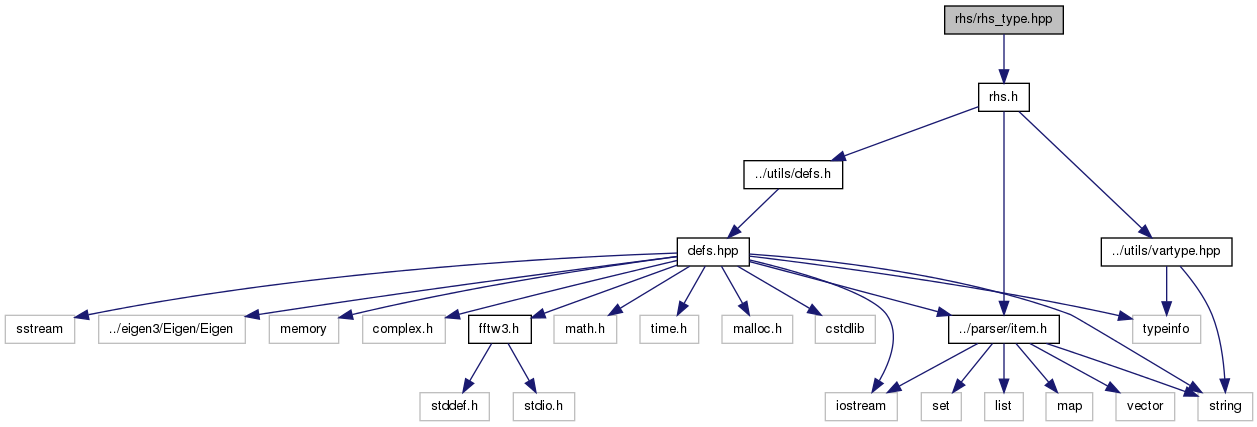 rhs/rhs_type.hpp
rhs.h
../utils/defs.h
defs.hpp
../utils/vartype.hpp
sstream
../eigen3/Eigen/Eigen
memory
complex.h
fftw3.h
math.h
time.h
malloc.h
cstdlib
../parser/item.h
typeinfo
stddef.h
stdio.h
iostream
set
list
map
vector
string